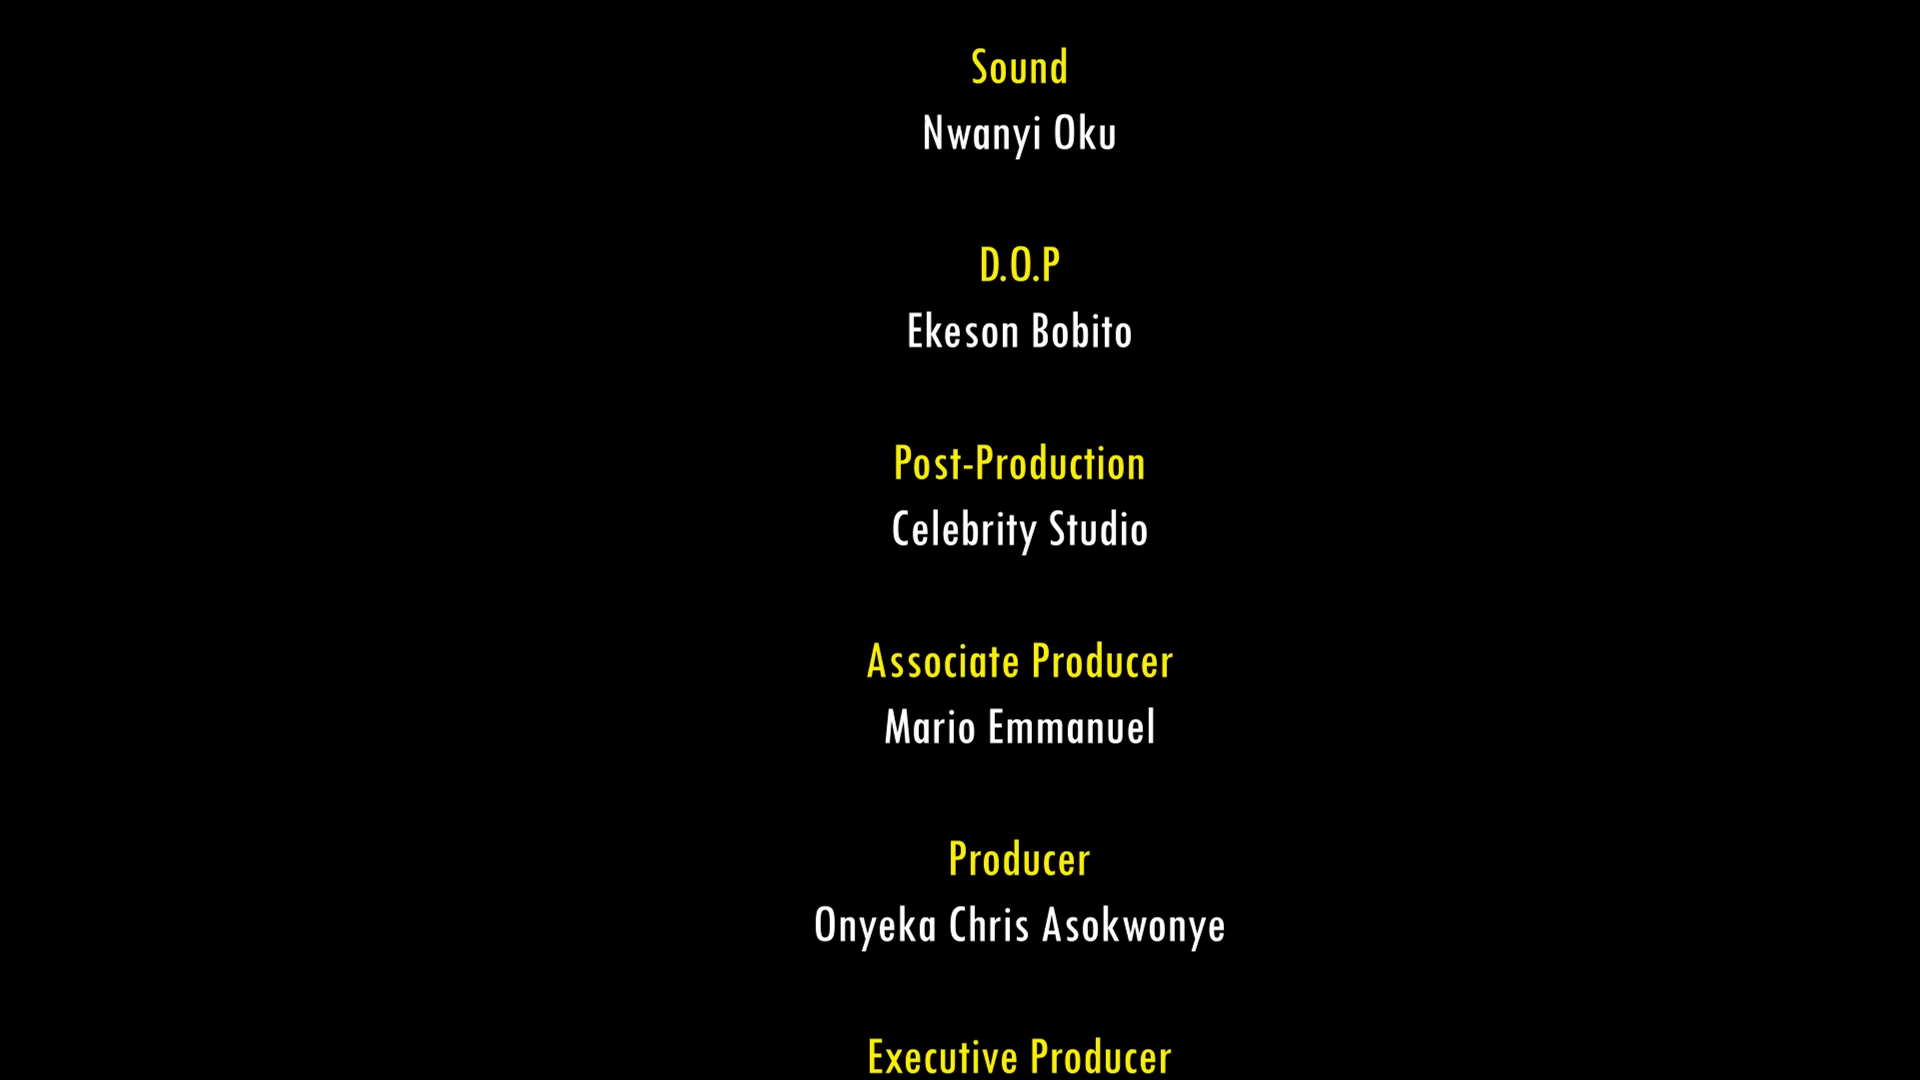 Sound
Nwanyi Oku
D.O.P
Ekeson Bobito
Post-Production
Celebrity Studio
Associate Producer
Mario Emmanuel
Producer
Onyeka Chris Asokwonye
Executive Producer